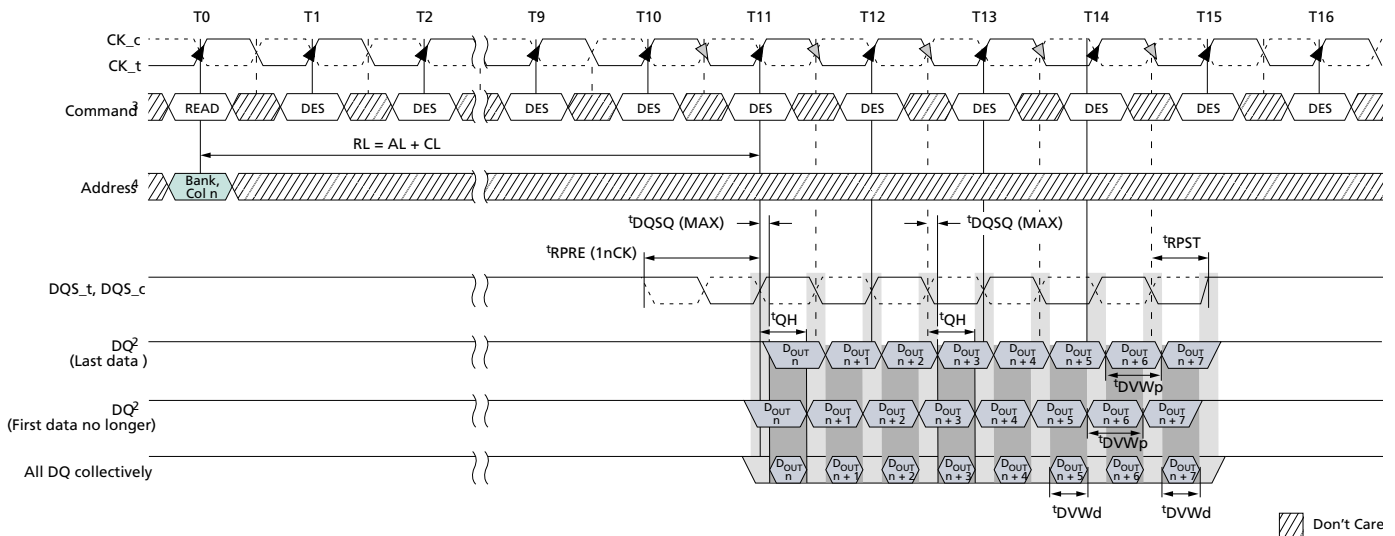 T0 T1 T2 T9 T10 T11 T12 T13 T14 T15 T16
CK_c
CK_t
Command3 READ DES DES DES DES DES DES DES DES DES DES
RL = AL + CL
Address4 Bank,
Col n
tDQSQ (MAX) tDQSQ (MAX)
tRPRE (1nCK) tRPST
DQS_t, DQS_c
tQH tQH
DQ2
(Last data )
DOUT n DOUT n + 1 DOUT n + 2 DOUT n + 3 DOUT n + 4 DOUT n + 5 DOUT n + 6 DOUT n + 7
tDVWp
DQ2
(First data no longer)
DOUT n DOUT n + 1 DOUT n + 2 DOUT n + 3 DOUT n + 4 DOUT n + 5 DOUT n + 6 DOUT n + 7
tDVWp
All DQ collectively
DOUT n DOUT n + 1 DOUT n + 2 DOUT n + 3 DOUT n + 4 DOUT n + 5 DOUT n + 6 DOUT n + 7
tDVWd tDVWd
Don't Care